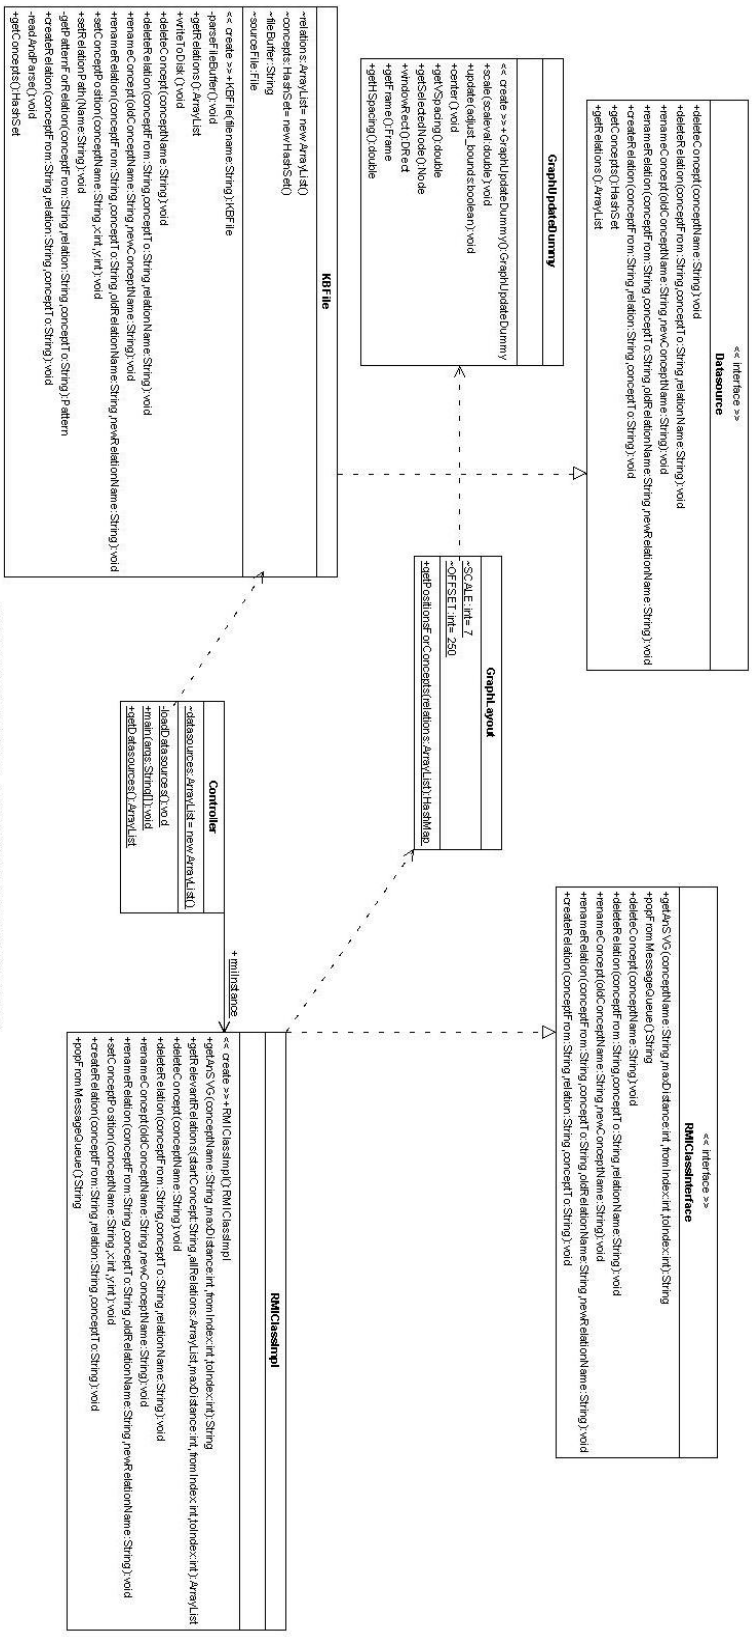 << interface >>
Datasource
+deleteConcept(conceptName:String):void
+deleteRelation(conceptFrom:String,conceptTo:String,relationName:String):void
+renameConcept(oldConceptName:String,newConceptName:String):void
+renameRelation(conceptFrom:String,conceptTo:String,oldRelationName:String,newRelationName:String):void
+createRelation(conceptFrom:String,relation:String,conceptTo:String):void
+getConcepts():HashSet
+getRelations():ArrayList
<< interface >>
RMIClassInterface
+getAnSVG(conceptName:String,maxDistance:int,fromIndex:int,toIndex:int):String
+popFromMessageQueue():String
+deleteConcept(conceptName:String):void
+deleteRelation(conceptFrom:String,conceptTo:String,relationName:String):void
+renameConcept(oldConceptName:String,newConceptName:String):void
+renameRelation(conceptFrom:String,conceptTo:String,oldRelationName:String,newRelationName:String):void
+createRelation(conceptFrom:String,relation:String,conceptTo:String):void
GraphUpdateDummy
<< create >>+GraphUpdateDummy():GraphUpdateDummy
+scale(scaleval:double):void
+update(adjust_bounds:boolean):void
+center():void
+getVSpacing():double
+getSelectedNode():Node
+windowRect():DRect
+getFrame():Frame
+getHSpacing():double
GraphLayout
~SCALE:int= 7
~OFFSET:int= 250
+getPositionsForConcepts(relations:ArrayList):HashMap
KBFile
~relations:ArrayList= new ArrayList()
~concepts:HashSet= new HashSet()
~fileBuffer:String
~sourceFile:File
<< create >>+KBFile(filename:String):KBFile
-parseFileBuffer():void
+getRelations():ArrayList
+writeToDisk():void
+deleteConcept(conceptName:String):void
+deleteRelation(conceptFrom:String,conceptTo:String,relationName:String):void
+renameConcept(oldConceptName:String,newConceptName:String):void
+renameRelation(conceptFrom:String,conceptTo:String,oldRelationName:String,newRelationName:String):void
+setConceptPosition(conceptName:String,x:int,y:int):void
+setRelationPath(Name:String):void
-getPatternForRelation(conceptFrom:String,relation:String,conceptTo:String):Pattern
+createRelation(conceptFrom:String,relation:String,conceptTo:String):void
-readAndParse():void
+getConcepts():HashSet
Controller
~datasources:ArrayList= new ArrayList()
-loadDatasources():void
+main(args:String[]):void
+getDatasources():ArrayList
+ rmiInstance
RMIClassImpl
<< create >>+RMIClassImpl():RMIClassImpl
+getAnSVG(conceptName:String,maxDistance:int,fromIndex:int,toIndex:int):String
+getRelevantRelations(startConcept:String,allRelations:ArrayList,maxDistance:int,fromIndex:int,toIndex:int):ArrayList
+deleteConcept(conceptName:String):void
+deleteRelation(conceptFrom:String,conceptTo:String,relationName:String):void
+renameConcept(oldConceptName:String,newConceptName:String):void
+renameRelation(conceptFrom:String,conceptTo:String,oldRelationName:String,newRelationName:String):void
+setConceptPosition(conceptName:String,x:int,y:int):void
+createRelation(conceptFrom:String,relation:String,conceptTo:String):void
+popFromMessageQueue():String